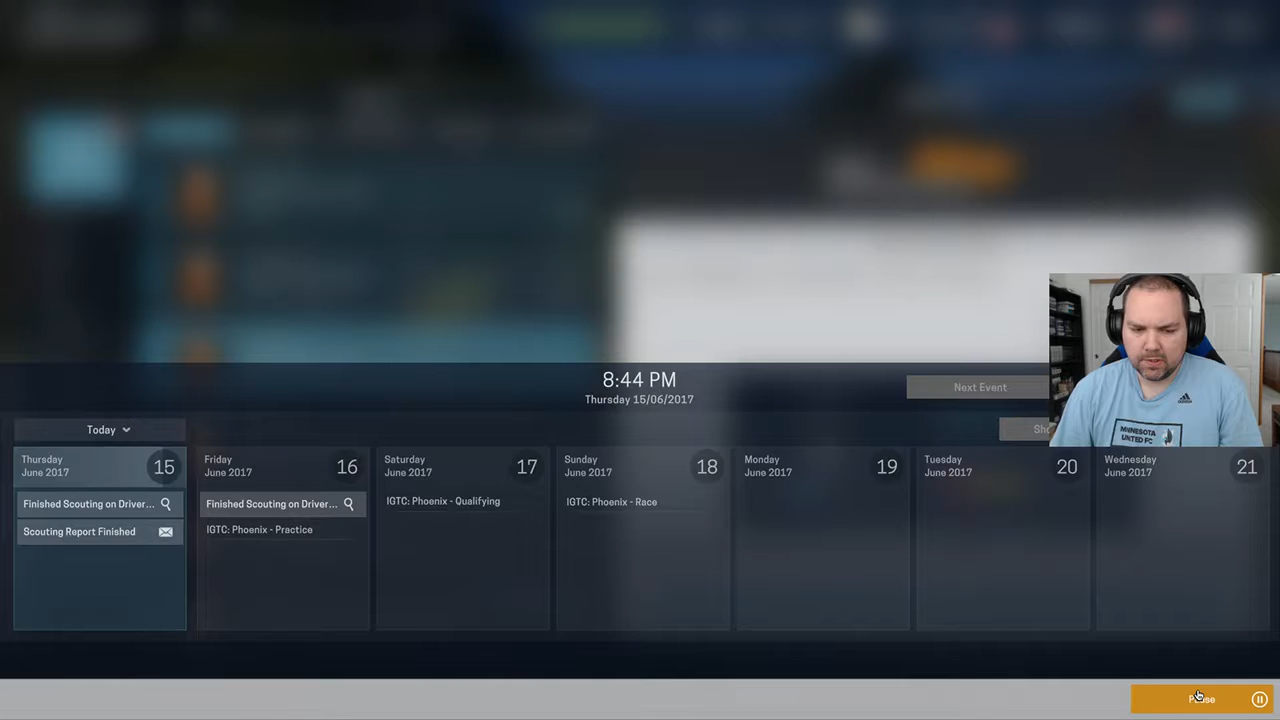 8:44 PM
Thursday 15/06/2017
Next Event
Today
Thursday
June 2017
15
Finished Scouting on Driver...
Scouting Report Finished
Friday
June 2017
16
Finished Scouting on Driver...
IGTC: Phoenix - Practice
Saturday
June 2017
17
IGTC: Phoenix - Qualifying
Sunday
June 2017
18
IGTC: Phoenix - Race
Monday
June 2017
19
Tuesday
June 2017
20
Wednesday
June 2017
21
MINNESOTA
UNITED FC
Pause